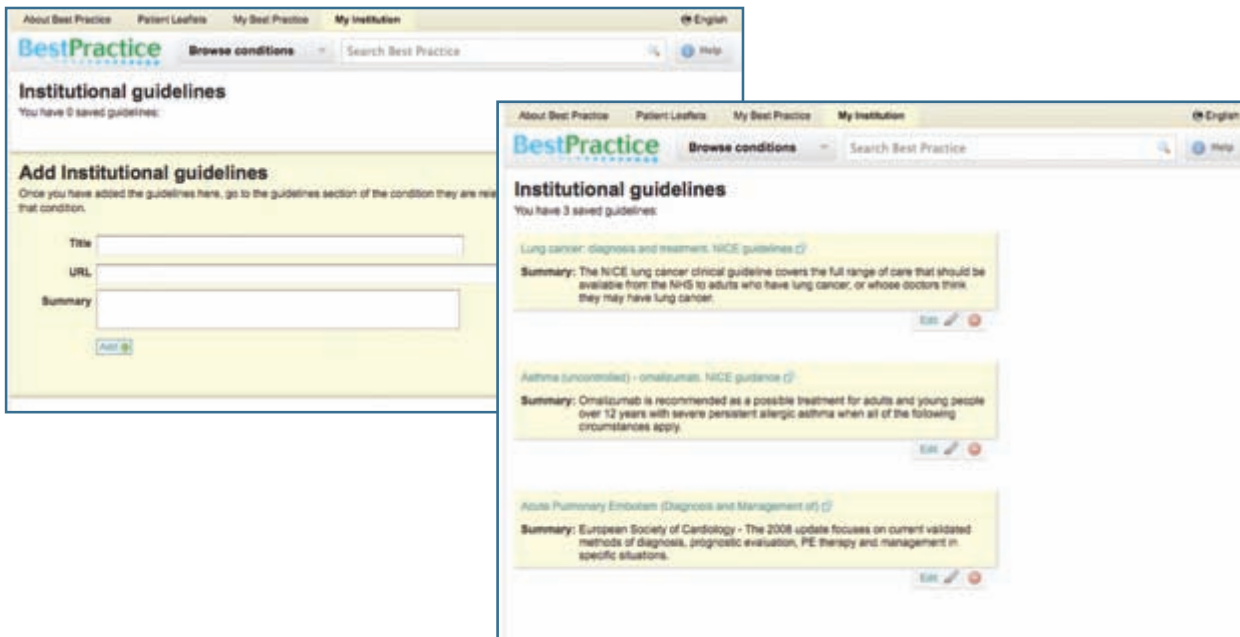 About Best Practice Patient Leaflets My Best Practice My Institution English
BestPractice Browse conditions Search Best Practice Help
Institutional guidelines
You have 0 saved guidelines:
Add Institutional guidelines
Once you have added the guidelines here, go to the guidelines section of the condition they are
that condition.
Title
URL
Summary
Add
About Best Practice Patient Leaflets My Best Practice My Institution English
BestPractice Browse conditions Search Best Practice Help
Institutional guidelines
You have 3 saved guidelines:
Lung cancer: diagnosis and treatment. NICE guidelines
Summary: The NICE lung cancer clinical guideline covers the full range of care that should be
available from the NHS to adults who have lung cancer, or whose doctors think
they may have lung cancer.
Edit
Asthma (uncontrolled) - omalizumab. NICE guidance
Summary: Omalizumab is recommended as a possible treatment for adults and young people
over 12 years with severe persistent allergic asthma when all of the following
circumstances apply.
Edit
Acute Pulmonary Embolism (Diagnosis and Management of)
Summary: European Society of Cardiology - The 2008 update focuses on current validated
methods of diagnosis, prognostic evaluation, PE therapy and management in
specific situations.
Edit